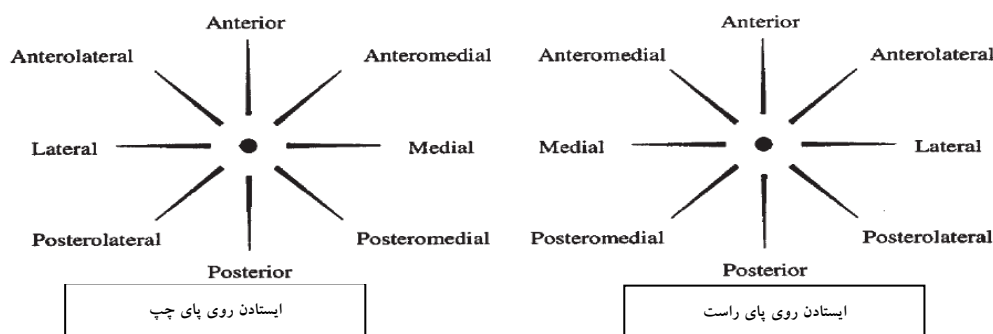 Anterior
Anterolateral
Anteromedial
Lateral
Medial
Posterolateral
Posteromedial
Posterior
ایستادن روی پای چپ
Anterior
Anteromedial
Anterolateral
Medial
Lateral
Posteromedial
Posterolateral
Posterior
ایستادن روی پای راست